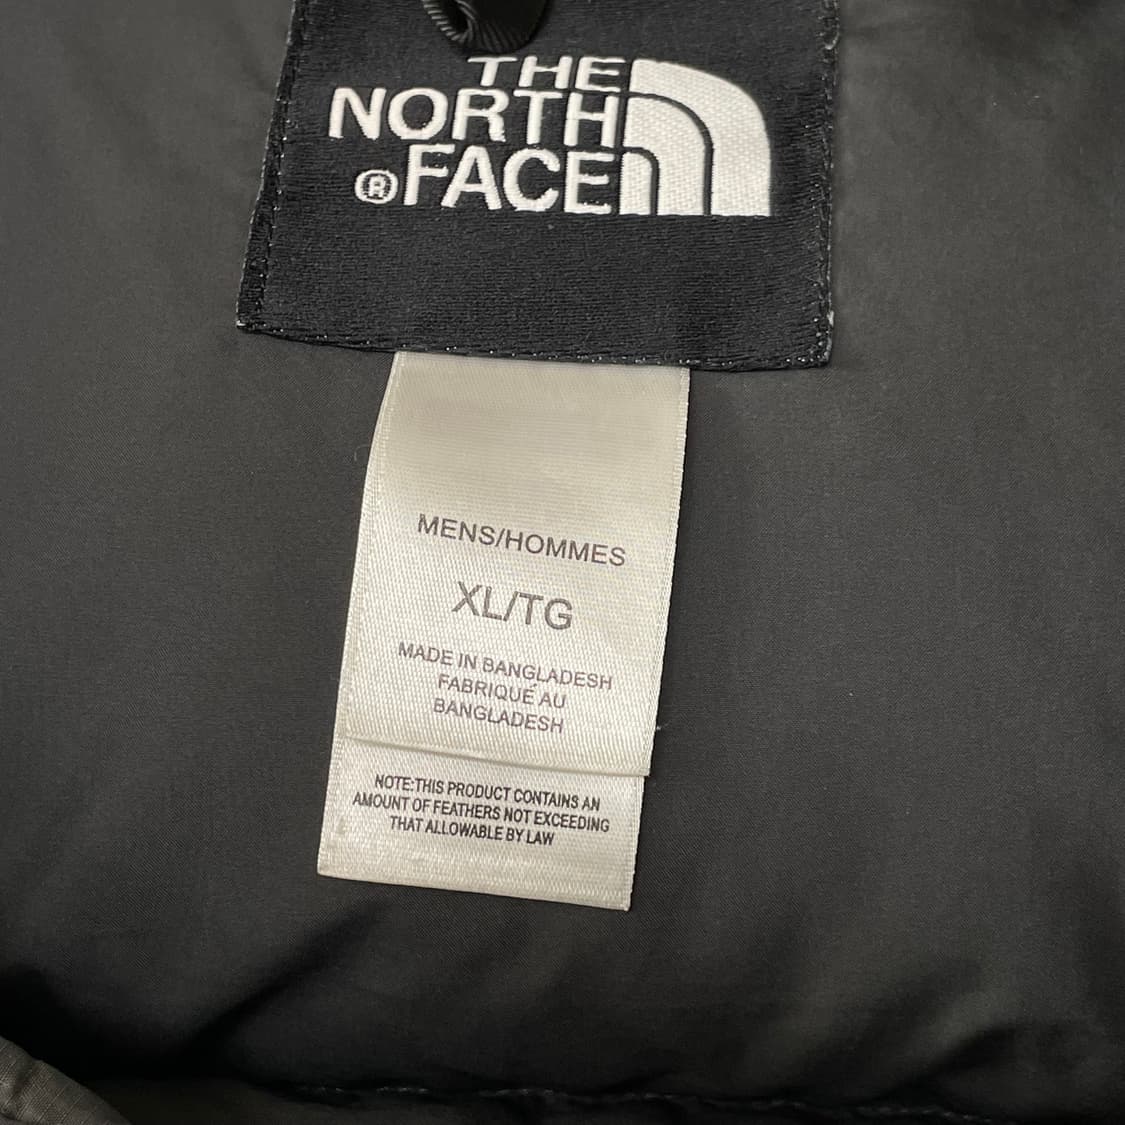 THE
NORTH
®FACE
MENS/HOMMES
XL/TG
MADE IN BANGLADESH
FABRIQUÉ AU
BANGLADESH
NOTE:THIS PRODUCT CONTAINS AN
AMOUNT OF FEATHERS NOT EXCEEDING
THAT ALLOWABLE BY LAW